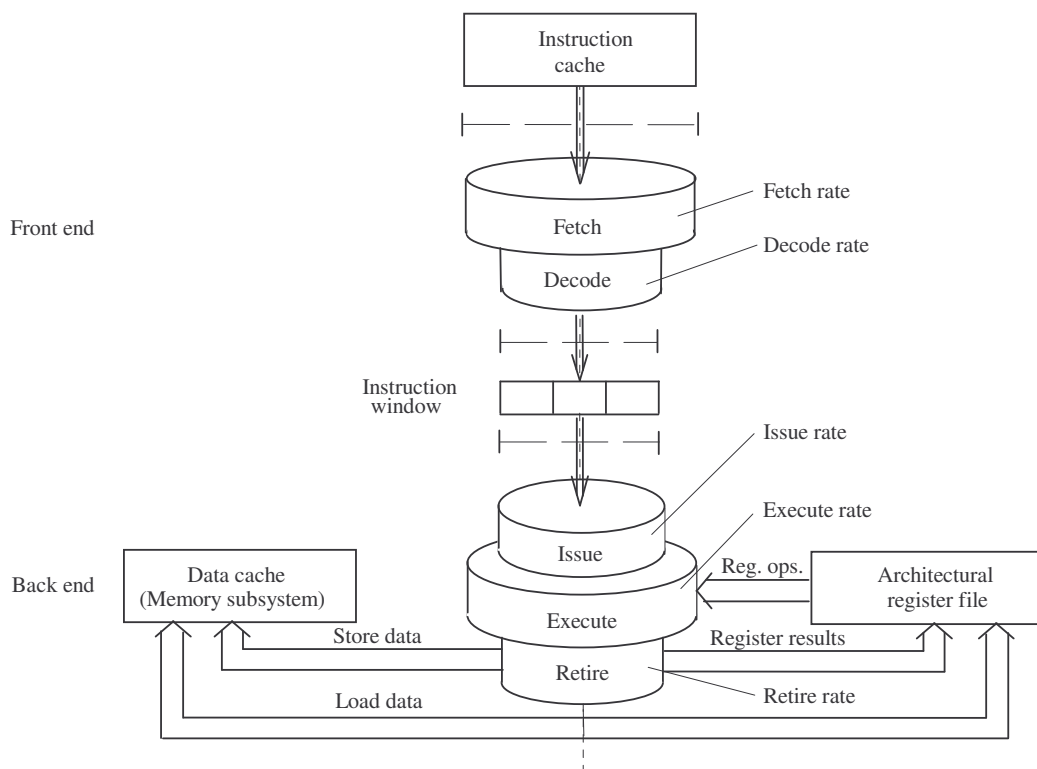 Instruction
cache
Fetch rate
Front end
Fetch
Decode rate
Decode
Instruction
window
Issue rate
Execute rate
Issue
Reg. ops.
Back end
Data cache
(Memory subsystem)
Architectural
register file
Execute
Store data
Register results
Retire
Load data
Retire rate